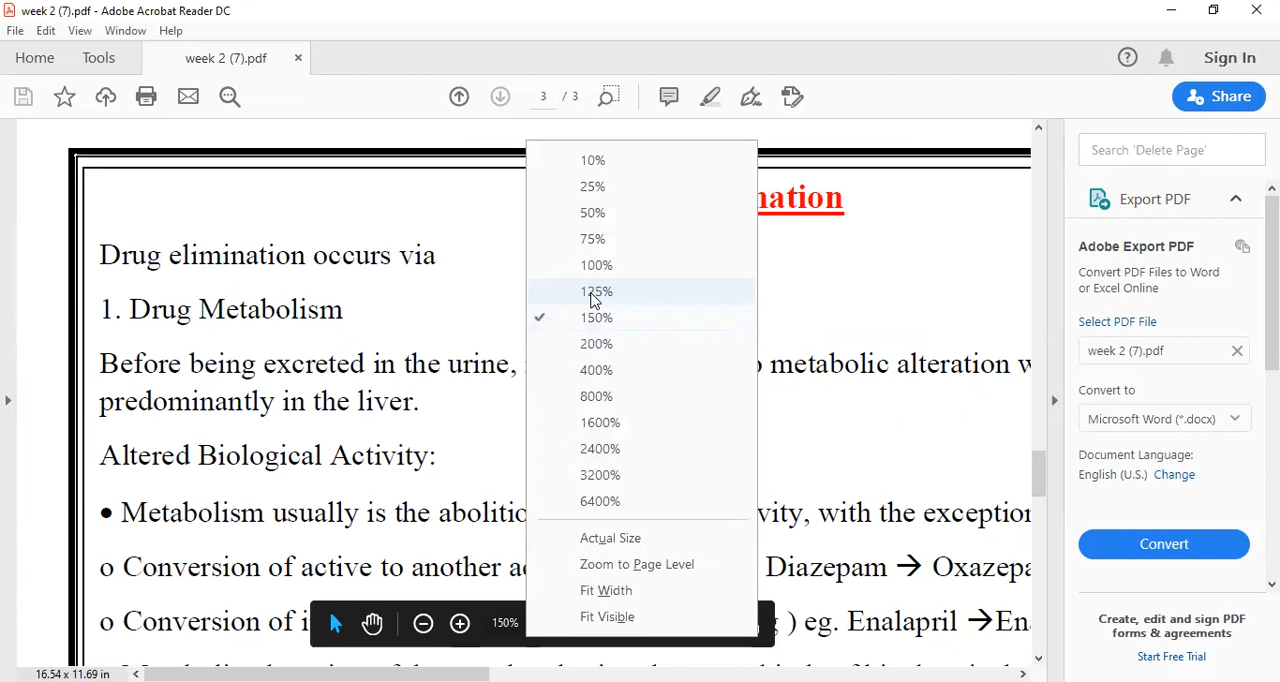 week 2 (7).pdf - Adobe Acrobat Reader DC
File Edit View Window Help
Home Tools week 2 (7).pdf Sign In
3 / 3 Share
Drug elimination occurs via
1. Drug Metabolism
Before being excreted in the urine, metabolic alteration
predominantly in the liver.
Altered Biological Activity:
• Metabolism usually is the with the exception
o Conversion of active to another Diazepam →
o Conversion of ) eg. Enalapril →
10%
25%
50%
75%
100%
125%
150%
200%
400%
800%
1600%
2400%
3200%
6400%
Actual Size
Zoom to Page Level
Fit Width
Fit Visible
150%
16.54 x 11.69 in
Search 'Delete Page'
Export PDF
Adobe Export PDF
Convert PDF Files to Word
or Excel Online
Select PDF File
week 2 (7).pdf
Convert to
Microsoft Word (*.docx)
Document Language:
English (U.S.) Change
Convert
Create, edit and sign PDF
forms & agreements
Start Free Trial